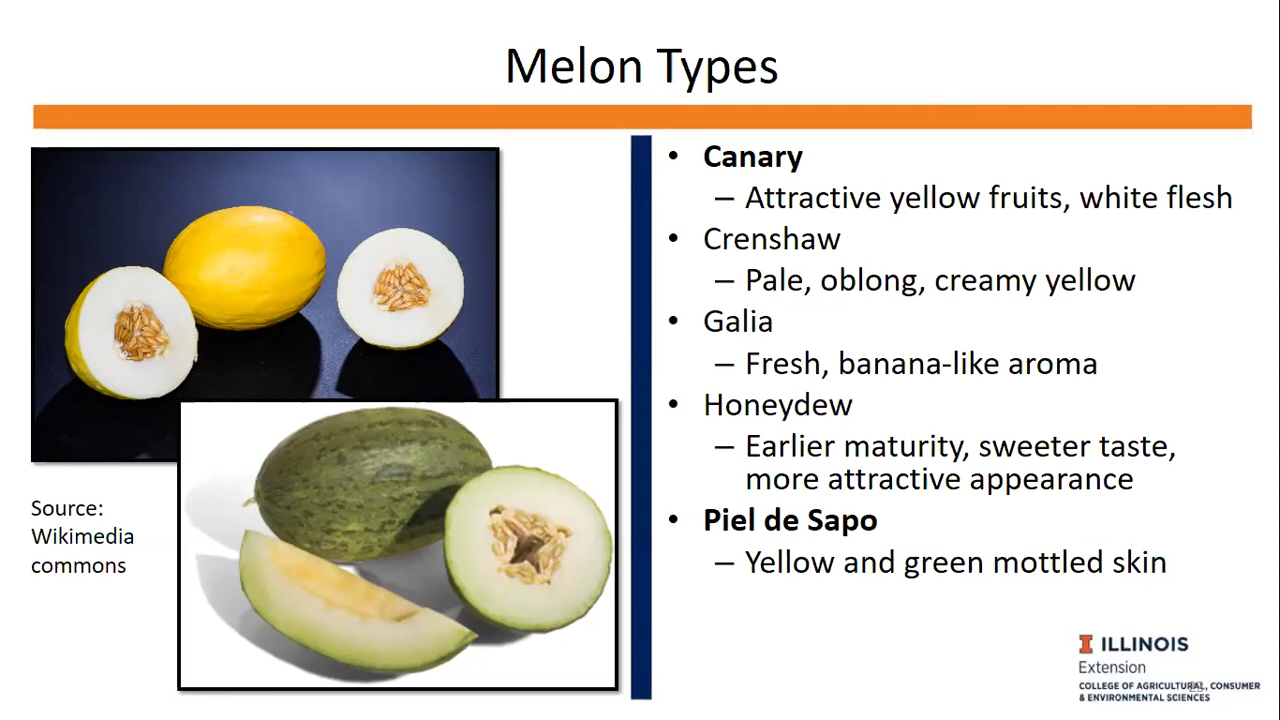 Melon Types
• Canary
– Attractive yellow fruits, white flesh
• Crenshaw
– Pale, oblong, creamy yellow
• Galia
– Fresh, banana-like aroma
• Honeydew
– Earlier maturity, sweeter taste,
more attractive appearance
• Piel de Sapo
– Yellow and green mottled skin
Source:
Wikimedia
commons
I ILLINOIS
Extension
COLLEGE OF AGRICULTURAL, CONSUMER
& ENVIRONMENTAL SCIENCES